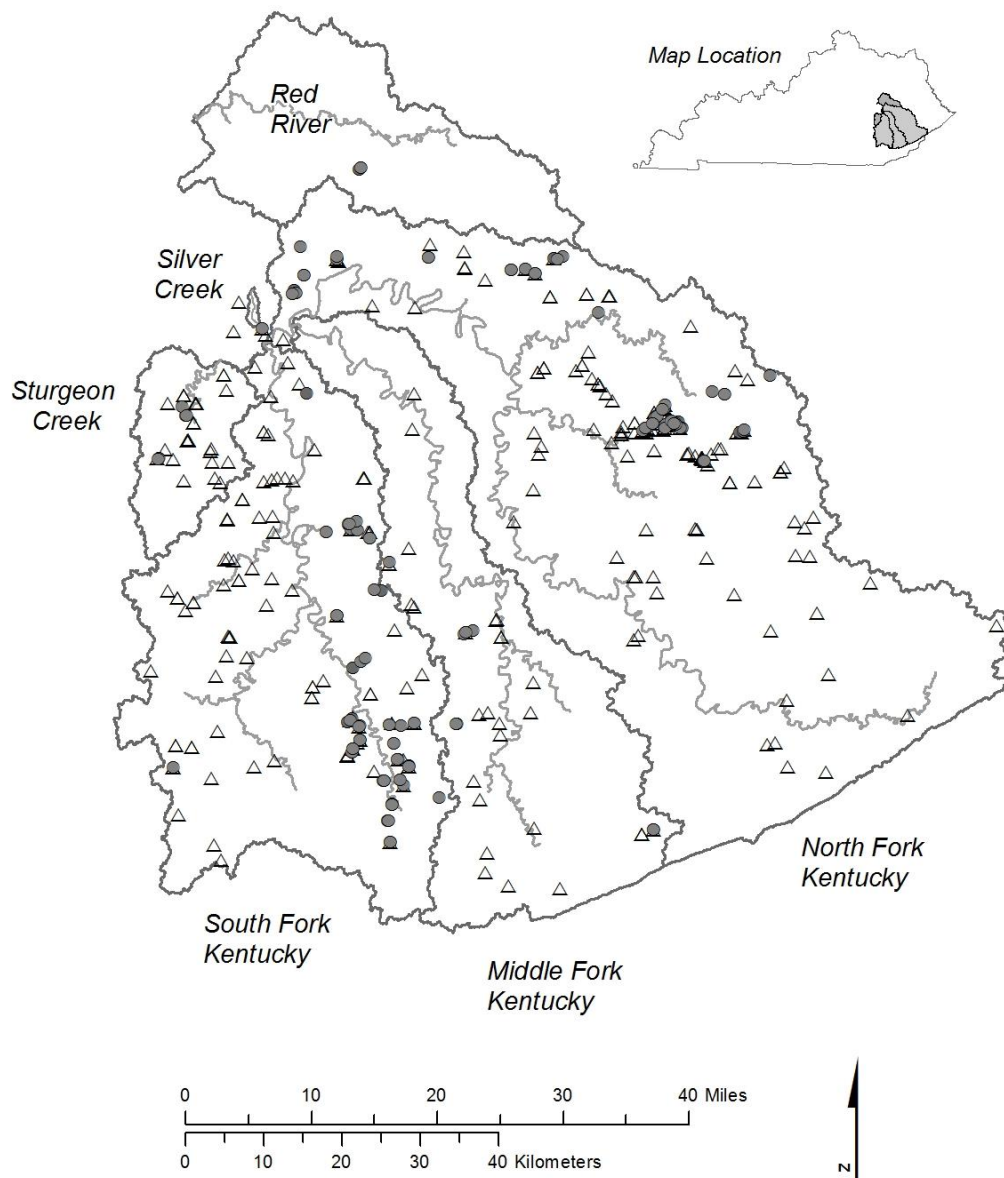 Map Location
Red
River
Silver
Creek
Sturgeon
Creek
North Fork
Kentucky
South Fork
Kentucky
Middle Fork
Kentucky
0 10 20 30 40 Miles
0 10 20 30 40 Kilometers
N